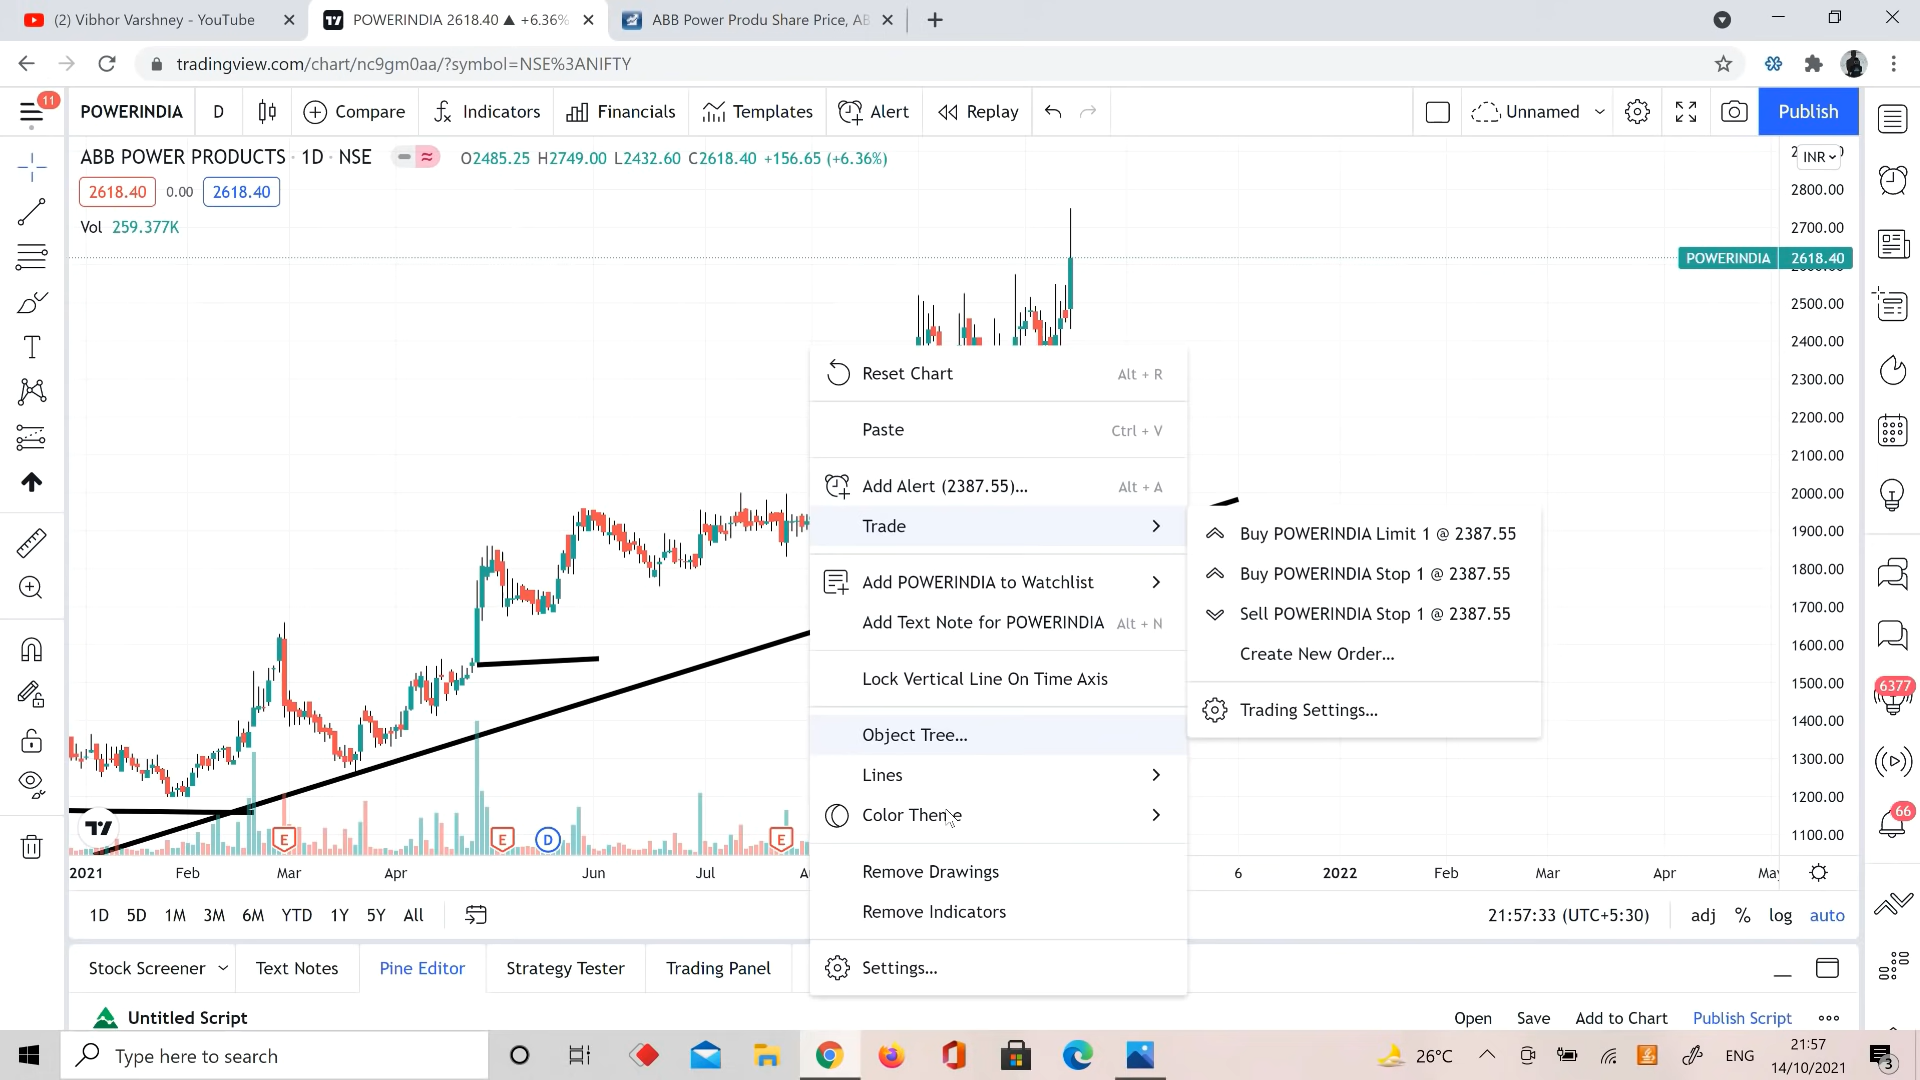 (2) Vibhor Varshney - YouTube
POWERINDIA 2618.40 ▲ +6.36%
ABB Power Produ Share Price, AB
tradingview.com/chart/nc9gm0aa/?symbol=NSE%3ANIFTY
11
POWERINDIA D Compare Indicators Financials Templates Alert Replay Unnamed Publish
ABB POWER PRODUCTS · 1D · NSE O2485.25 H2749.00 L2432.60 C2618.40 +156.65 (+6.36%)
INR
2618.40 0.00 2618.40
Vol 259.377K
2800.00
2700.00
POWERINDIA 2618.40
2500.00
2400.00
2300.00
2200.00
2100.00
2000.00
1900.00
1800.00
1700.00
1600.00
1500.00
1400.00
1300.00
1200.00
1100.00
Reset Chart Alt + R
Paste Ctrl + V
Add Alert (2387.55)... Alt + A
Trade
Add POWERINDIA to Watchlist
Add Text Note for POWERINDIA Alt + N
Lock Vertical Line On Time Axis
Object Tree...
Lines
Color Theme
Remove Drawings
Remove Indicators
Settings...
Buy POWERINDIA Limit 1 @ 2387.55
Buy POWERINDIA Stop 1 @ 2387.55
Sell POWERINDIA Stop 1 @ 2387.55
Create New Order...
Trading Settings...
6377
66
E E D E
2021 Feb Mar Apr Jun Jul 6 2022 Feb Mar Apr
1D 5D 1M 3M 6M YTD 1Y 5Y All 21:57:33 (UTC+5:30) adj % log auto
Stock Screener Text Notes Pine Editor Strategy Tester Trading Panel
Untitled Script Open Save Add to Chart Publish Script
Type here to search
26°C ENG
21:57
14/10/2021
3